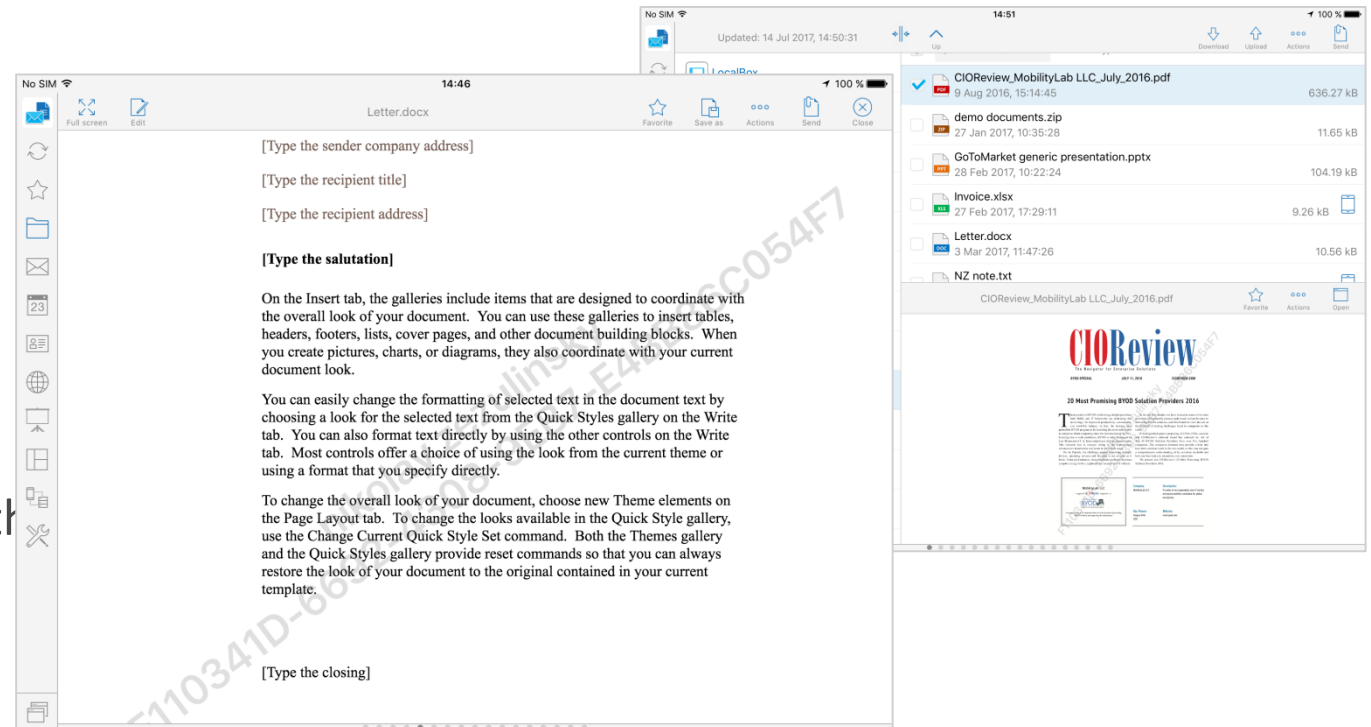 No SIM
14:51
100 %
Updated: 14 Jul 2017, 14:50:31
Up
Download
Upload
Actions
Send
LocalBox
CIOReview_MobilityLab LLC_July_2016.pdf
9 Aug 2016, 15:14:45
636.27 kB
demo documents.zip
27 Jan 2017, 10:35:28
11.65 kB
GoToMarket generic presentation.pptx
28 Feb 2017, 10:22:24
104.19 kB
Invoice.xlsx
27 Feb 2017, 17:29:11
9.26 kB
Letter.docx
3 Mar 2017, 11:47:26
10.56 kB
NZ note.txt
CIOReview_MobilityLab LLC_July_2016.pdf
Favorite
Actions
Open
CIOReview
The Navigator for Enterprise Solutions
20 Most Promising BYOD Solution Providers 2016
No SIM
14:46
100 %
Full screen
Edit
Letter.docx
Favorite
Save as
Actions
Send
Close
23
[Type the sender company address]
[Type the recipient title]
[Type the recipient address]
[Type the salutation]
On the Insert tab, the galleries include items that are designed to coordinate with
the overall look of your document. You can use these galleries to insert tables,
headers, footers, lists, cover pages, and other document building blocks. When
you create pictures, charts, or diagrams, they also coordinate with your current
document look.
You can easily change the formatting of selected text in the document text by
choosing a look for the selected text from the Quick Styles gallery on the Write
tab. You can also format text directly by using the other controls on the Write
tab. Most controls offer a choice of using the look from the current theme or
using a format that you specify directly.
To change the overall look of your document, choose new Theme elements on
the Page Layout tab. To change the looks available in the Quick Style gallery,
use the Change Current Quick Style Set command. Both the Themes gallery
and the Quick Styles gallery provide reset commands so that you can always
restore the look of your document to the original contained in your current
template.
[Type the closing]